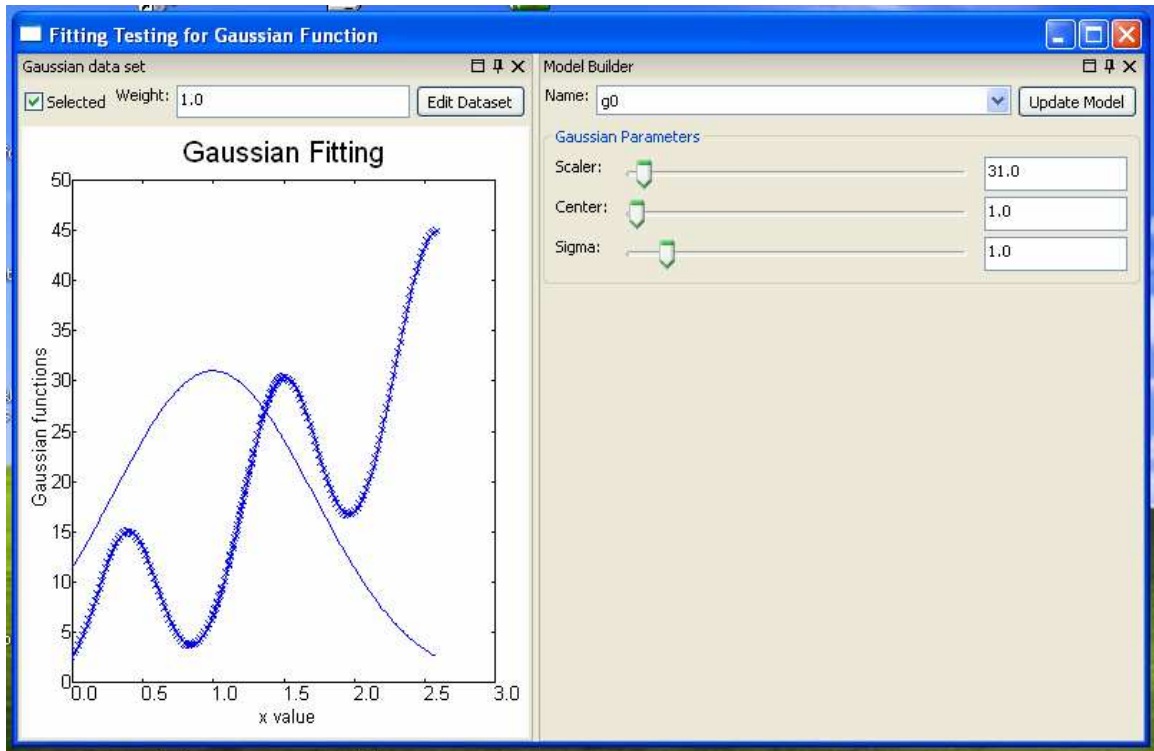 Fitting Testing for Gaussian Function
Gaussian data set
Selected Weight: 1.0 Edit Dataset
Gaussian Fitting
50
45
40
35
30
25
20
15
10
5
0
Gaussian functions
0.0 0.5 1.0 1.5 2.0 2.5 3.0
x value
Model Builder
Name: g0 Update Model
Gaussian Parameters
Scaler: 31.0
Center: 1.0
Sigma: 1.0